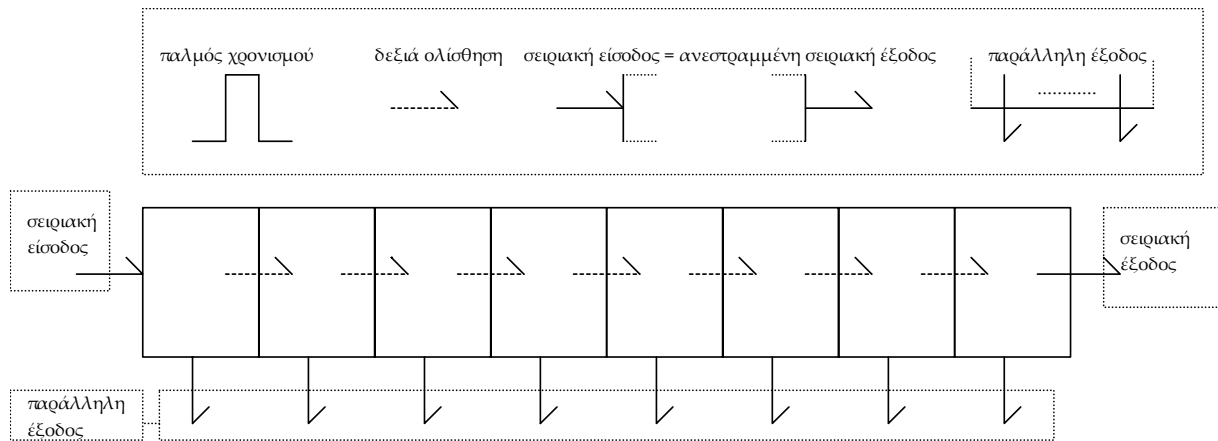 παλμός χρονισμού
δεξιά ολίσθηση
σειριακή είσοδος = ανεστραμμένη σειριακή έξοδος
παράλληλη έξοδος
σειριακή
είσοδος
σειριακή
έξοδος
παράλληλη
έξοδος